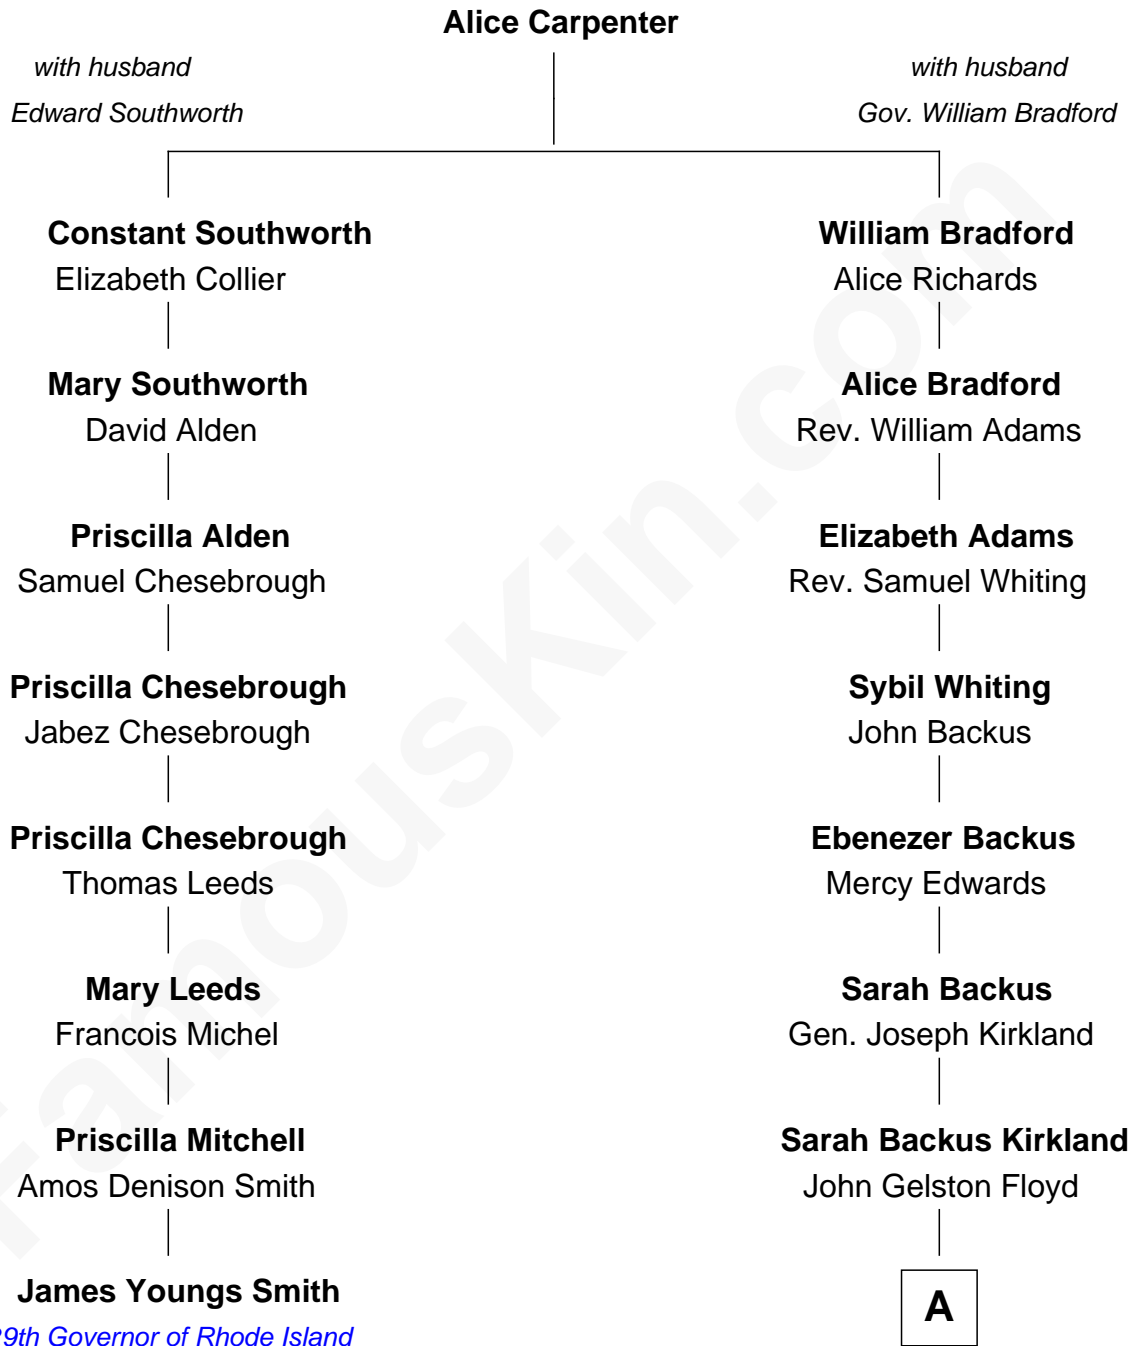 Alice Carpenter
with husband
Edward Southworth
with husband
Gov. William Bradford
Constant Southworth
Elizabeth Collier
William Bradford
Alice Richards
Mary Southworth
David Alden
Alice Bradford
Rev. William Adams
Priscilla Alden
Samuel Chesebrough
Elizabeth Adams
Rev. Samuel Whiting
Priscilla Chesebrough
Jabez Chesebrough
Sybil Whiting
John Backus
Priscilla Chesebrough
Thomas Leeds
Ebenezer Backus
Mercy Edwards
Mary Leeds
Francois Michel
Sarah Backus
Gen. Joseph Kirkland
Priscilla Mitchell
Amos Denison Smith
Sarah Backus Kirkland
John Gelston Floyd
James Youngs Smith
29th Governor of Rhode Island
A
FamousKin.com